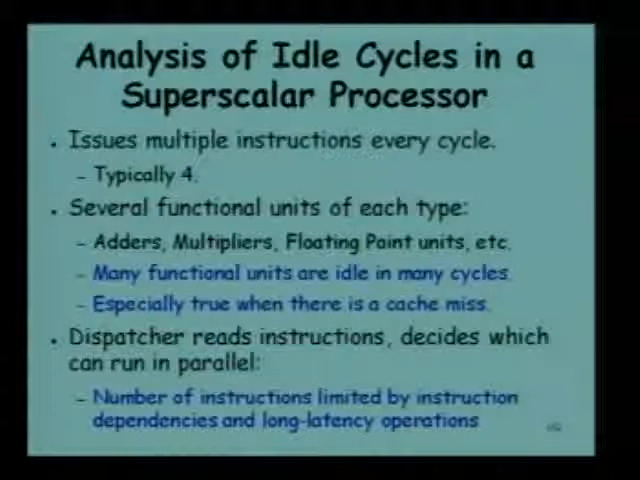 Analysis of Idle Cycles in a
Superscalar Processor
• Issues multiple instructions every cycle.
– Typically 4.
• Several functional units of each type:
– Adders, Multipliers, Floating Point units, etc.
– Many functional units are idle in many cycles.
– Especially true when there is a cache miss.
• Dispatcher reads instructions, decides which
can run in parallel:
– Number of instructions limited by instruction
dependencies and long-latency operations